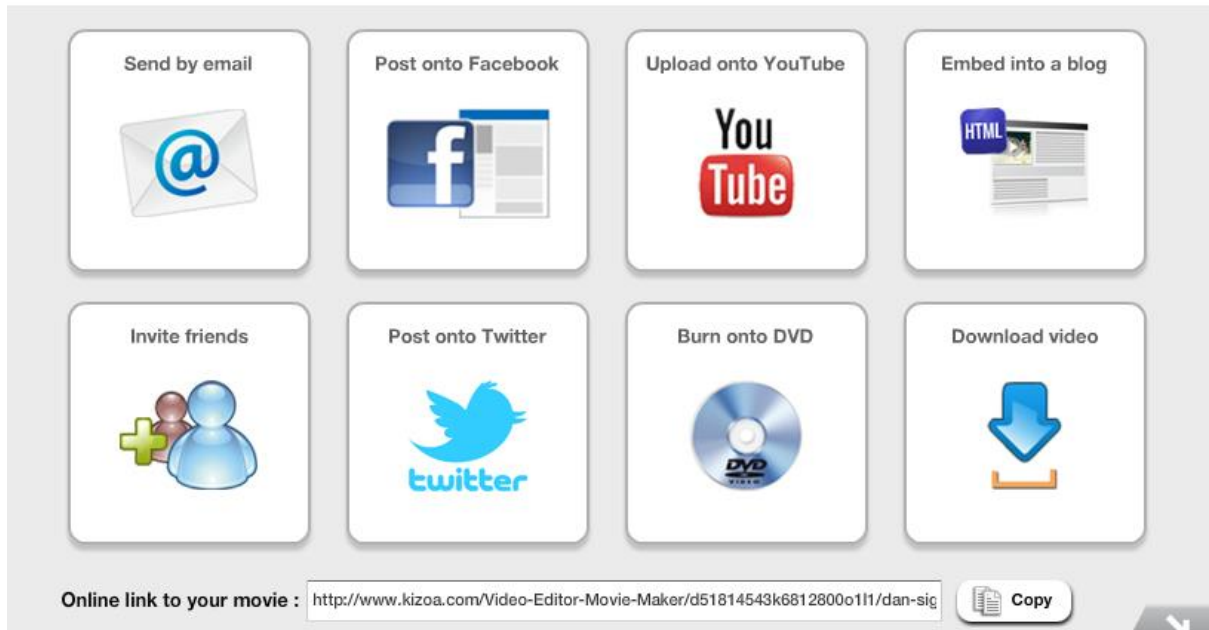 Send by email
Post onto Facebook
Upload onto YouTube
Embed into a blog
@
f
You
Tube
HTML
Invite friends
Post onto Twitter
Burn onto DVD
Download video
twitter
DVD
VIDEO
Online link to your movie : http://www.kizoa.com/Video-Editor-Movie-Maker/d51814543k6812800o1l1/dan-sig
Copy